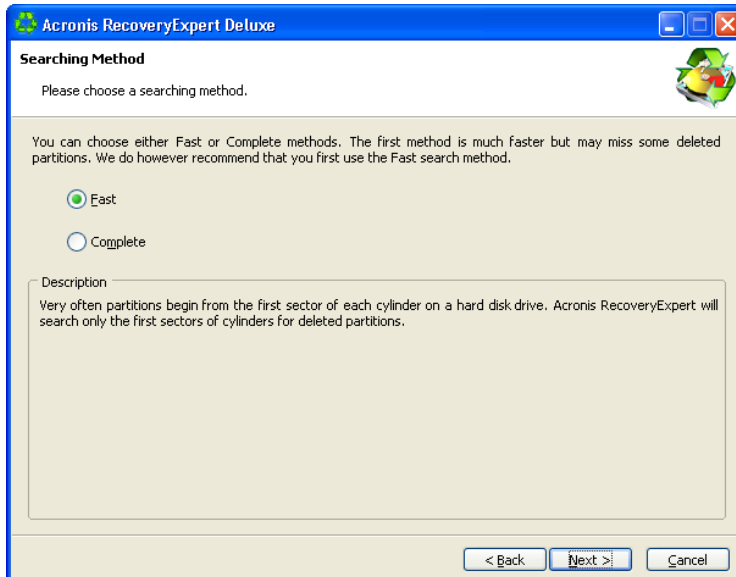 Acronis RecoveryExpert Deluxe
Searching Method
Please choose a searching method.
You can choose either Fast or Complete methods. The first method is much faster but may miss some deleted
partitions. We do however recommend that you first use the Fast search method.
Fast
Complete
Description
Very often partitions begin from the first sector of each cylinder on a hard disk drive. Acronis RecoveryExpert will
search only the first sectors of cylinders for deleted partitions.
< Back Next > Cancel